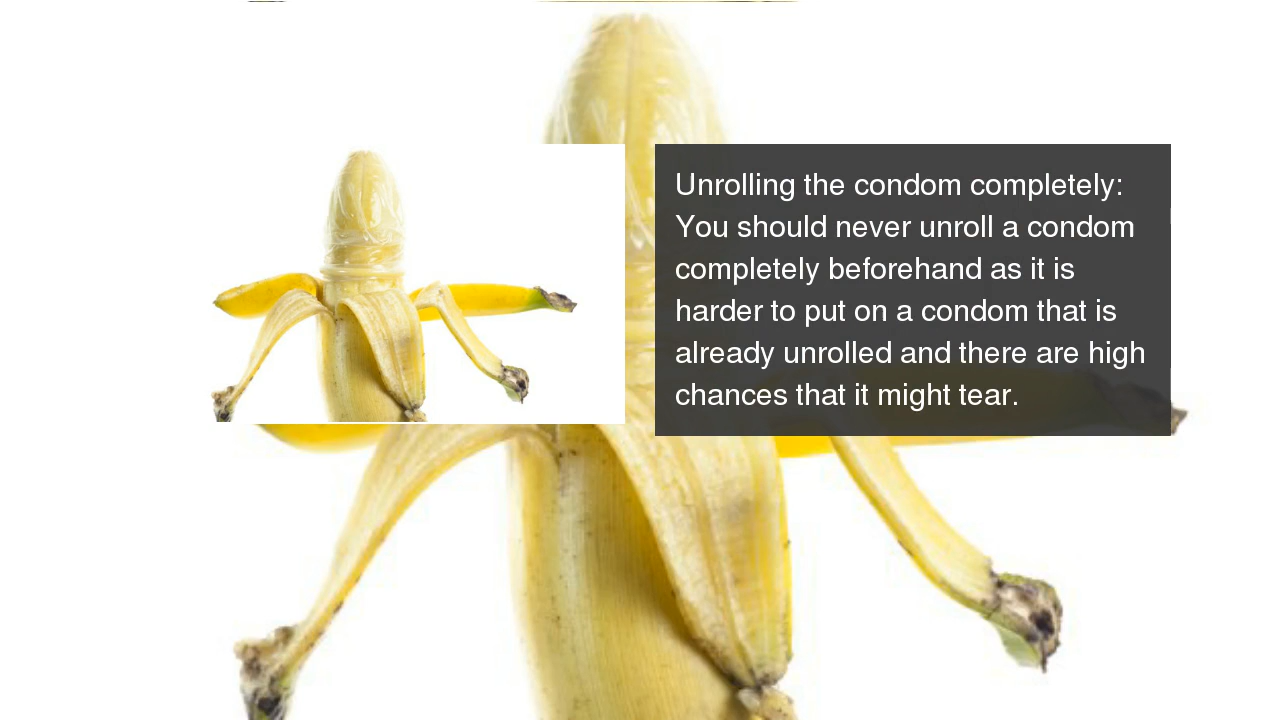 Unrolling the condom completely:
You should never unroll a condom
completely beforehand as it is
harder to put on a condom that is
already unrolled and there are high
chances that it might tear.